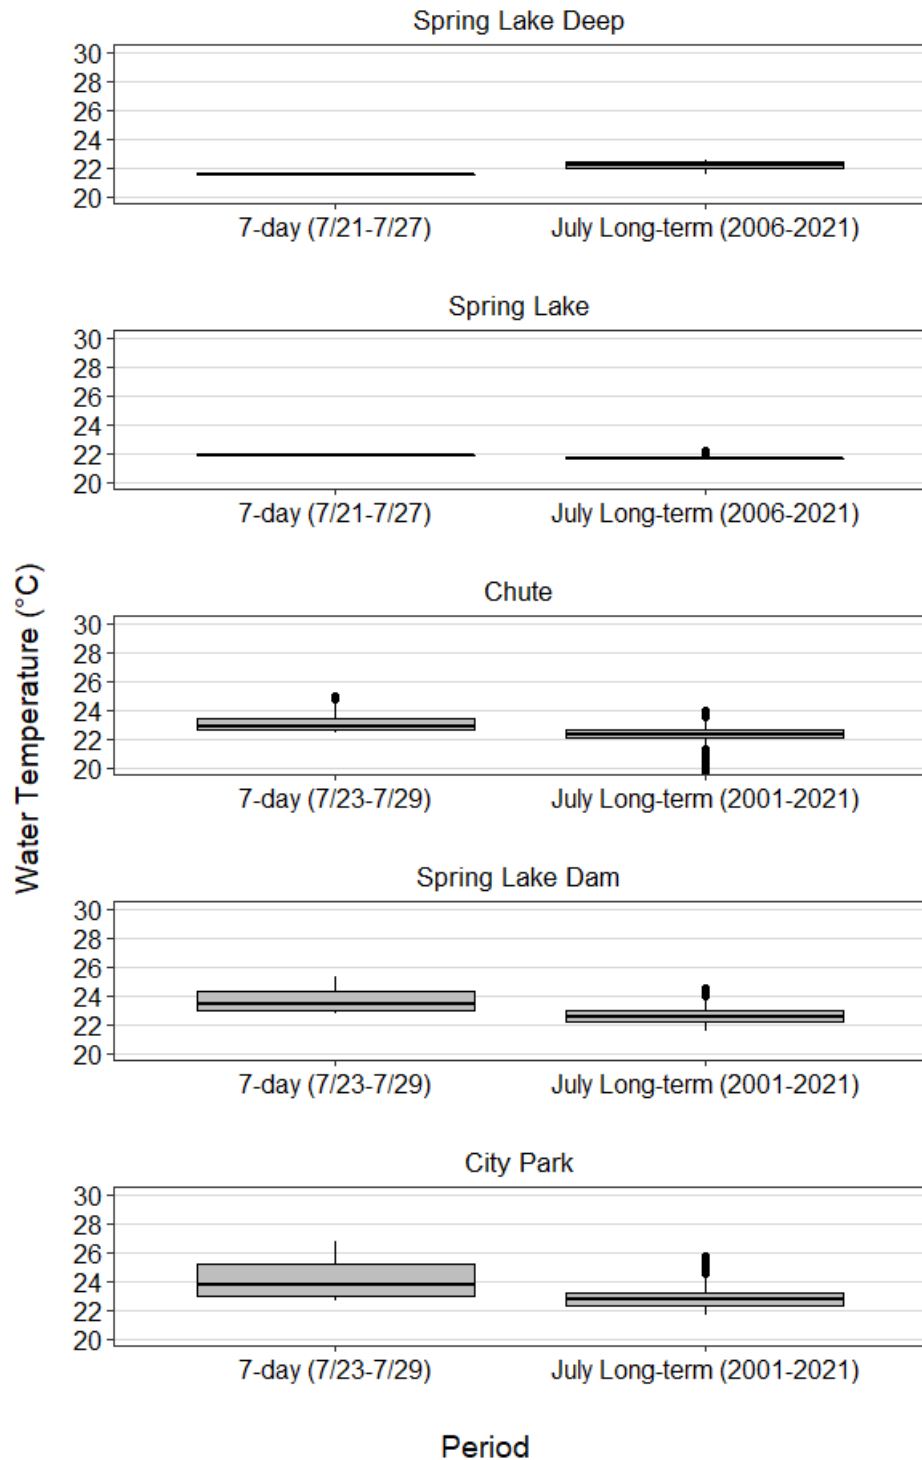 Spring Lake Deep
30
28
26
24
22
20
7-day (7/21-7/27) July Long-term (2006-2021)
Spring Lake
30
28
26
24
22
20
7-day (7/21-7/27) July Long-term (2006-2021)
Water Temperature (°C)
Chute
30
28
26
24
22
20
7-day (7/23-7/29) July Long-term (2001-2021)
Spring Lake Dam
30
28
26
24
22
20
7-day (7/23-7/29) July Long-term (2001-2021)
City Park
30
28
26
24
22
20
7-day (7/23-7/29) July Long-term (2001-2021)
Period